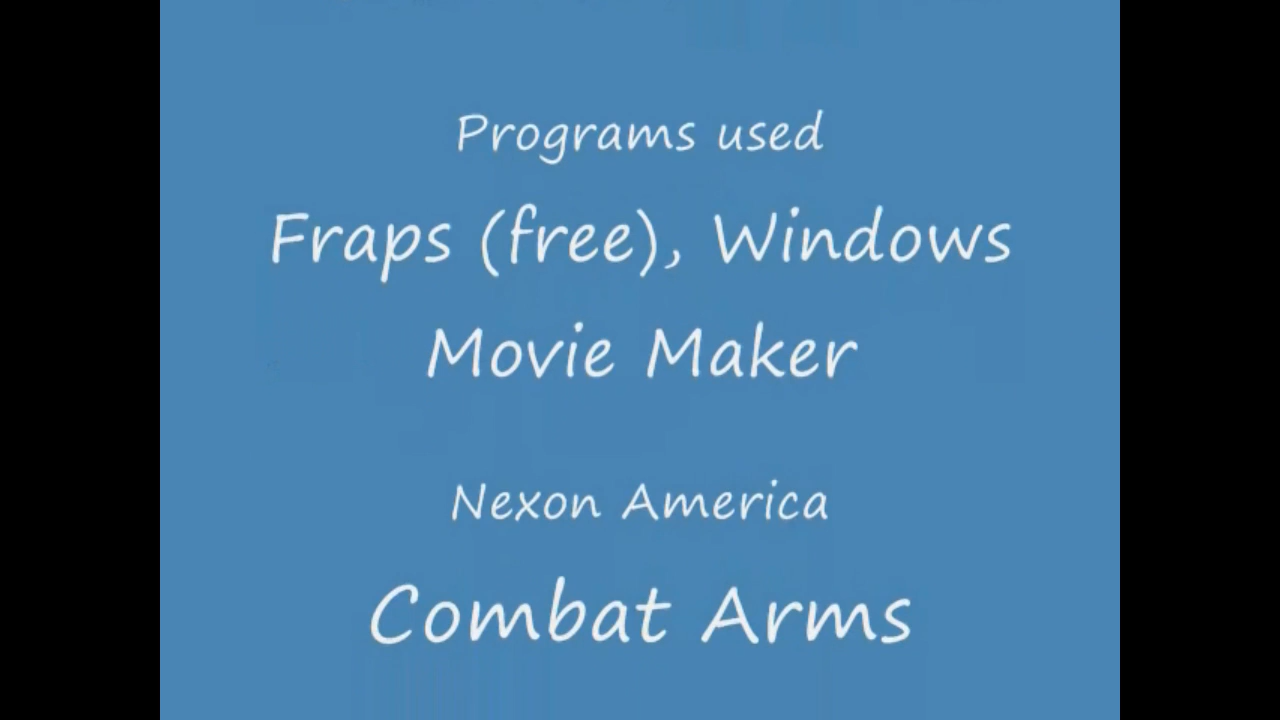 Programs used
Fraps (free), Windows
Movie Maker
Nexon America
Combat Arms